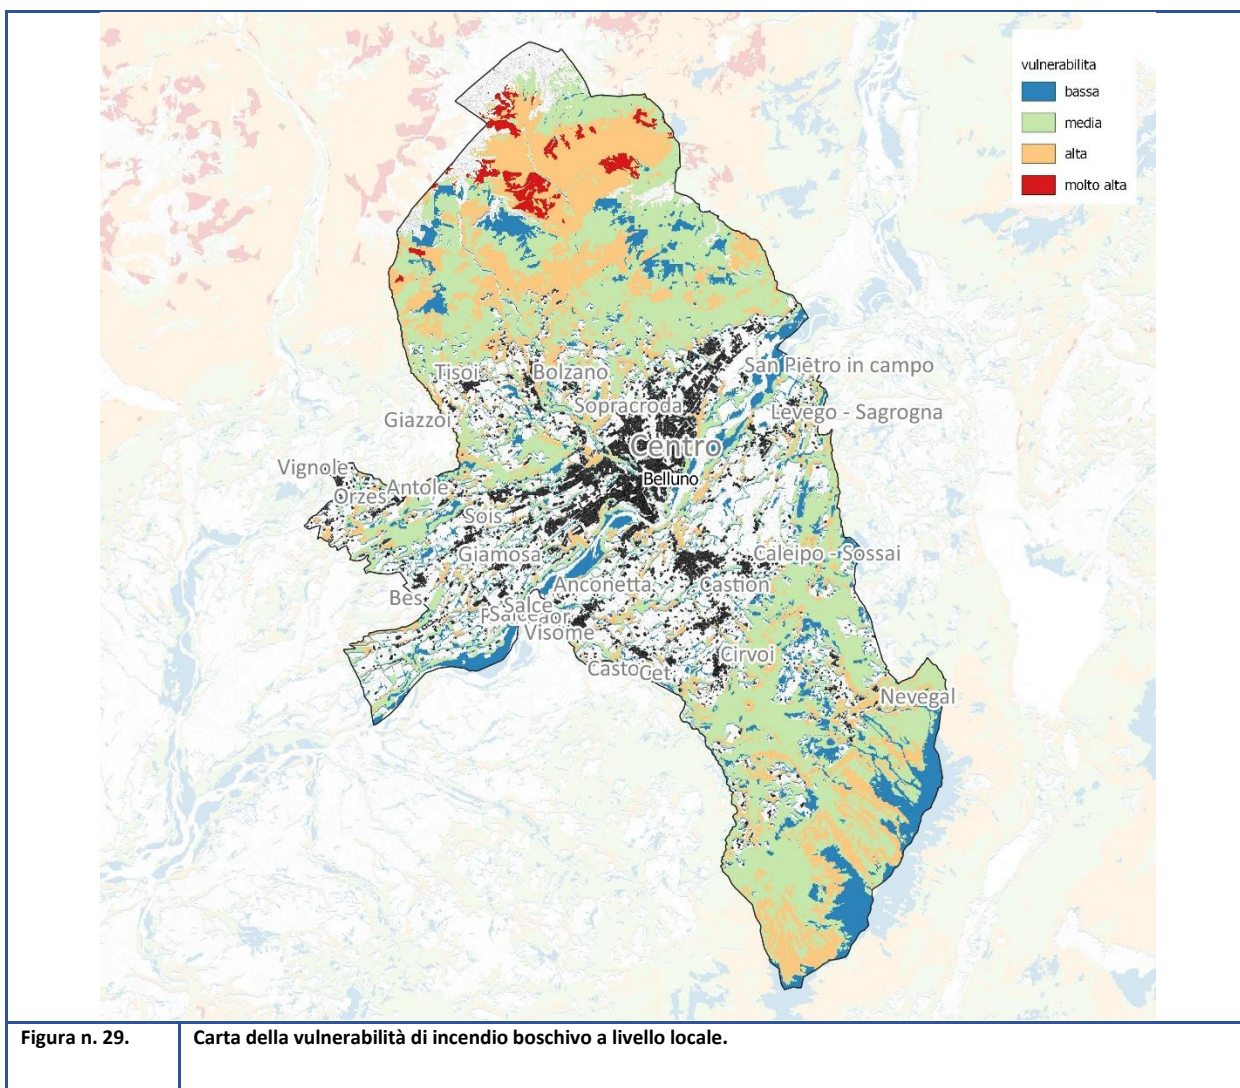 vulnerabilita
bassa
media
alta
molto alta
Tisoi
Bolzano
San Pietro in campo
Sopracroda
Levego - Sagrogna
Giazzoi
Centro
Vignole
Belluno
Antole
Orzes
Sois
Giamosa
Caleipo - Sossai
Anconetta
Castion
Bes
Salce
Visome
Cirvoi
Casto
Cet
Nevegal
Figura n. 29.
Carta della vulnerabilità di incendio boschivo a livello locale.